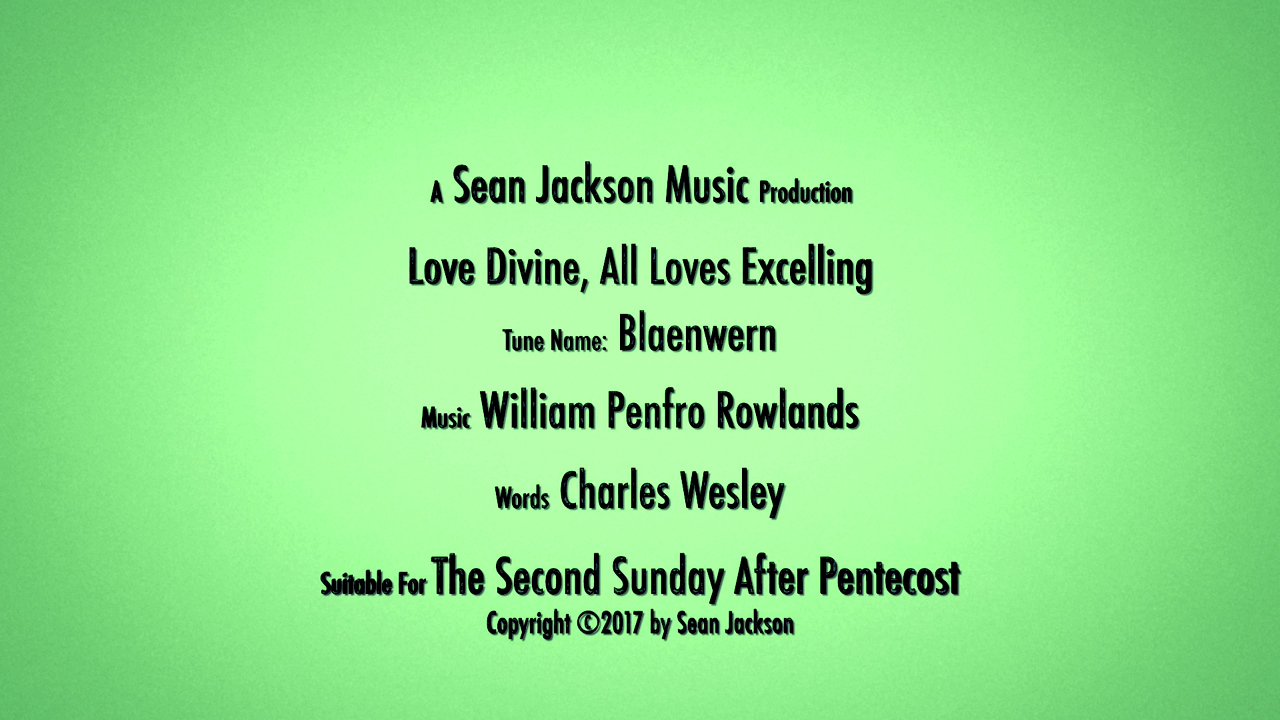 A Sean Jackson Music Production
Love Divine, All Loves Excelling
Tune Name: Blaenwern
Music William Penfro Rowlands
Words Charles Wesley
Suitable For The Second Sunday After Pentecost
Copyright ©2017 by Sean Jackson